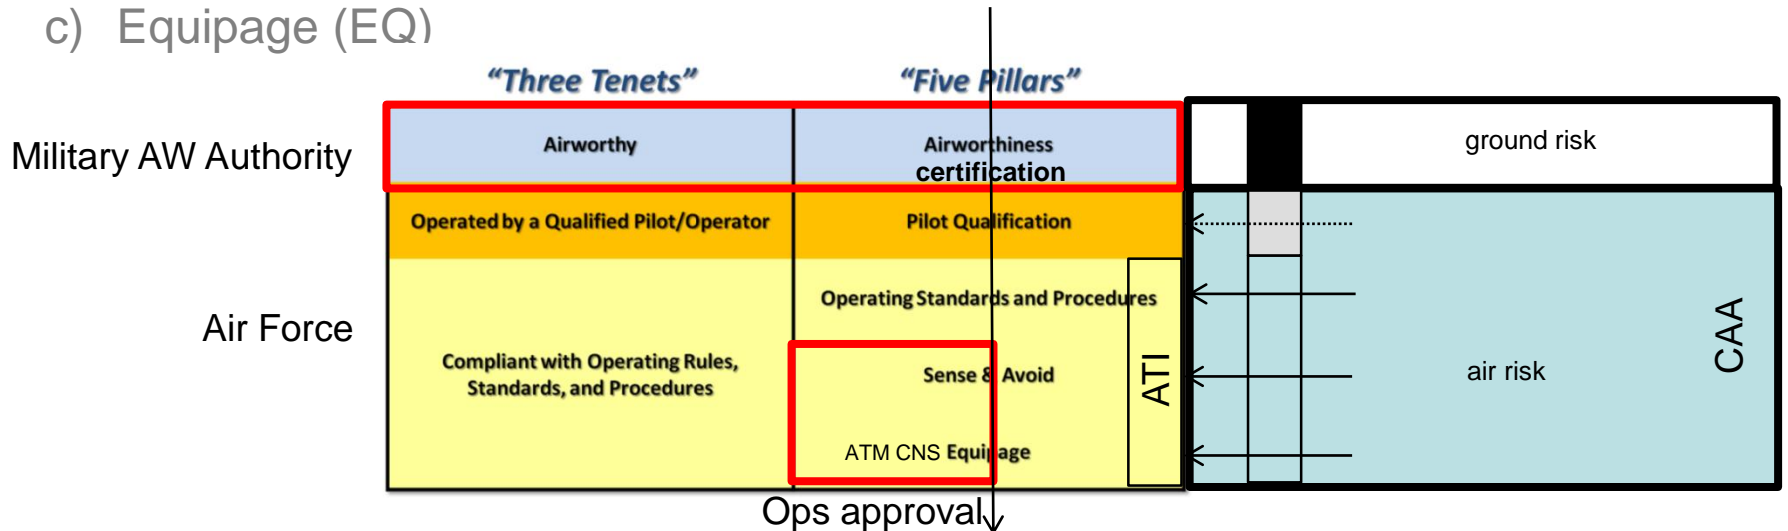 c) Equipage (EQ)
“Three Tenets” “Five Pillars”
Military AW Authority
Airworthy
Airworthiness
certification
ground risk
Operated by a Qualified Pilot/Operator
Pilot Qualification
Air Force
Operating Standards and Procedures
Compliant with Operating Rules,
Standards, and Procedures
Sense & Avoid
ATM CNS Equipage
ATI
air risk
CAA
Ops approval